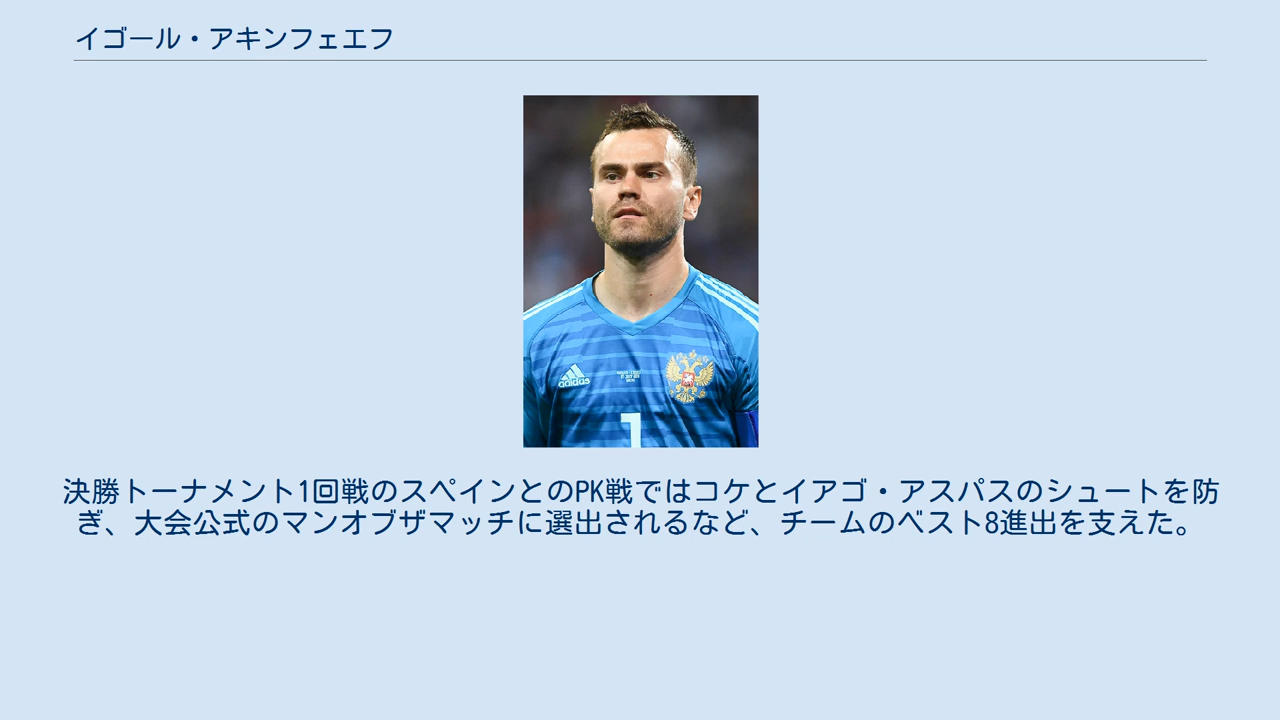 イゴール・アキンフェエフ
adidas
1
決勝トーナメント1回戦のスペインとのPK戦ではコケとイアゴ・アスパスのシュートを防
ぎ、大会公式のマンオブザマッチに選出されるなど、チームのベスト8進出を支えた。